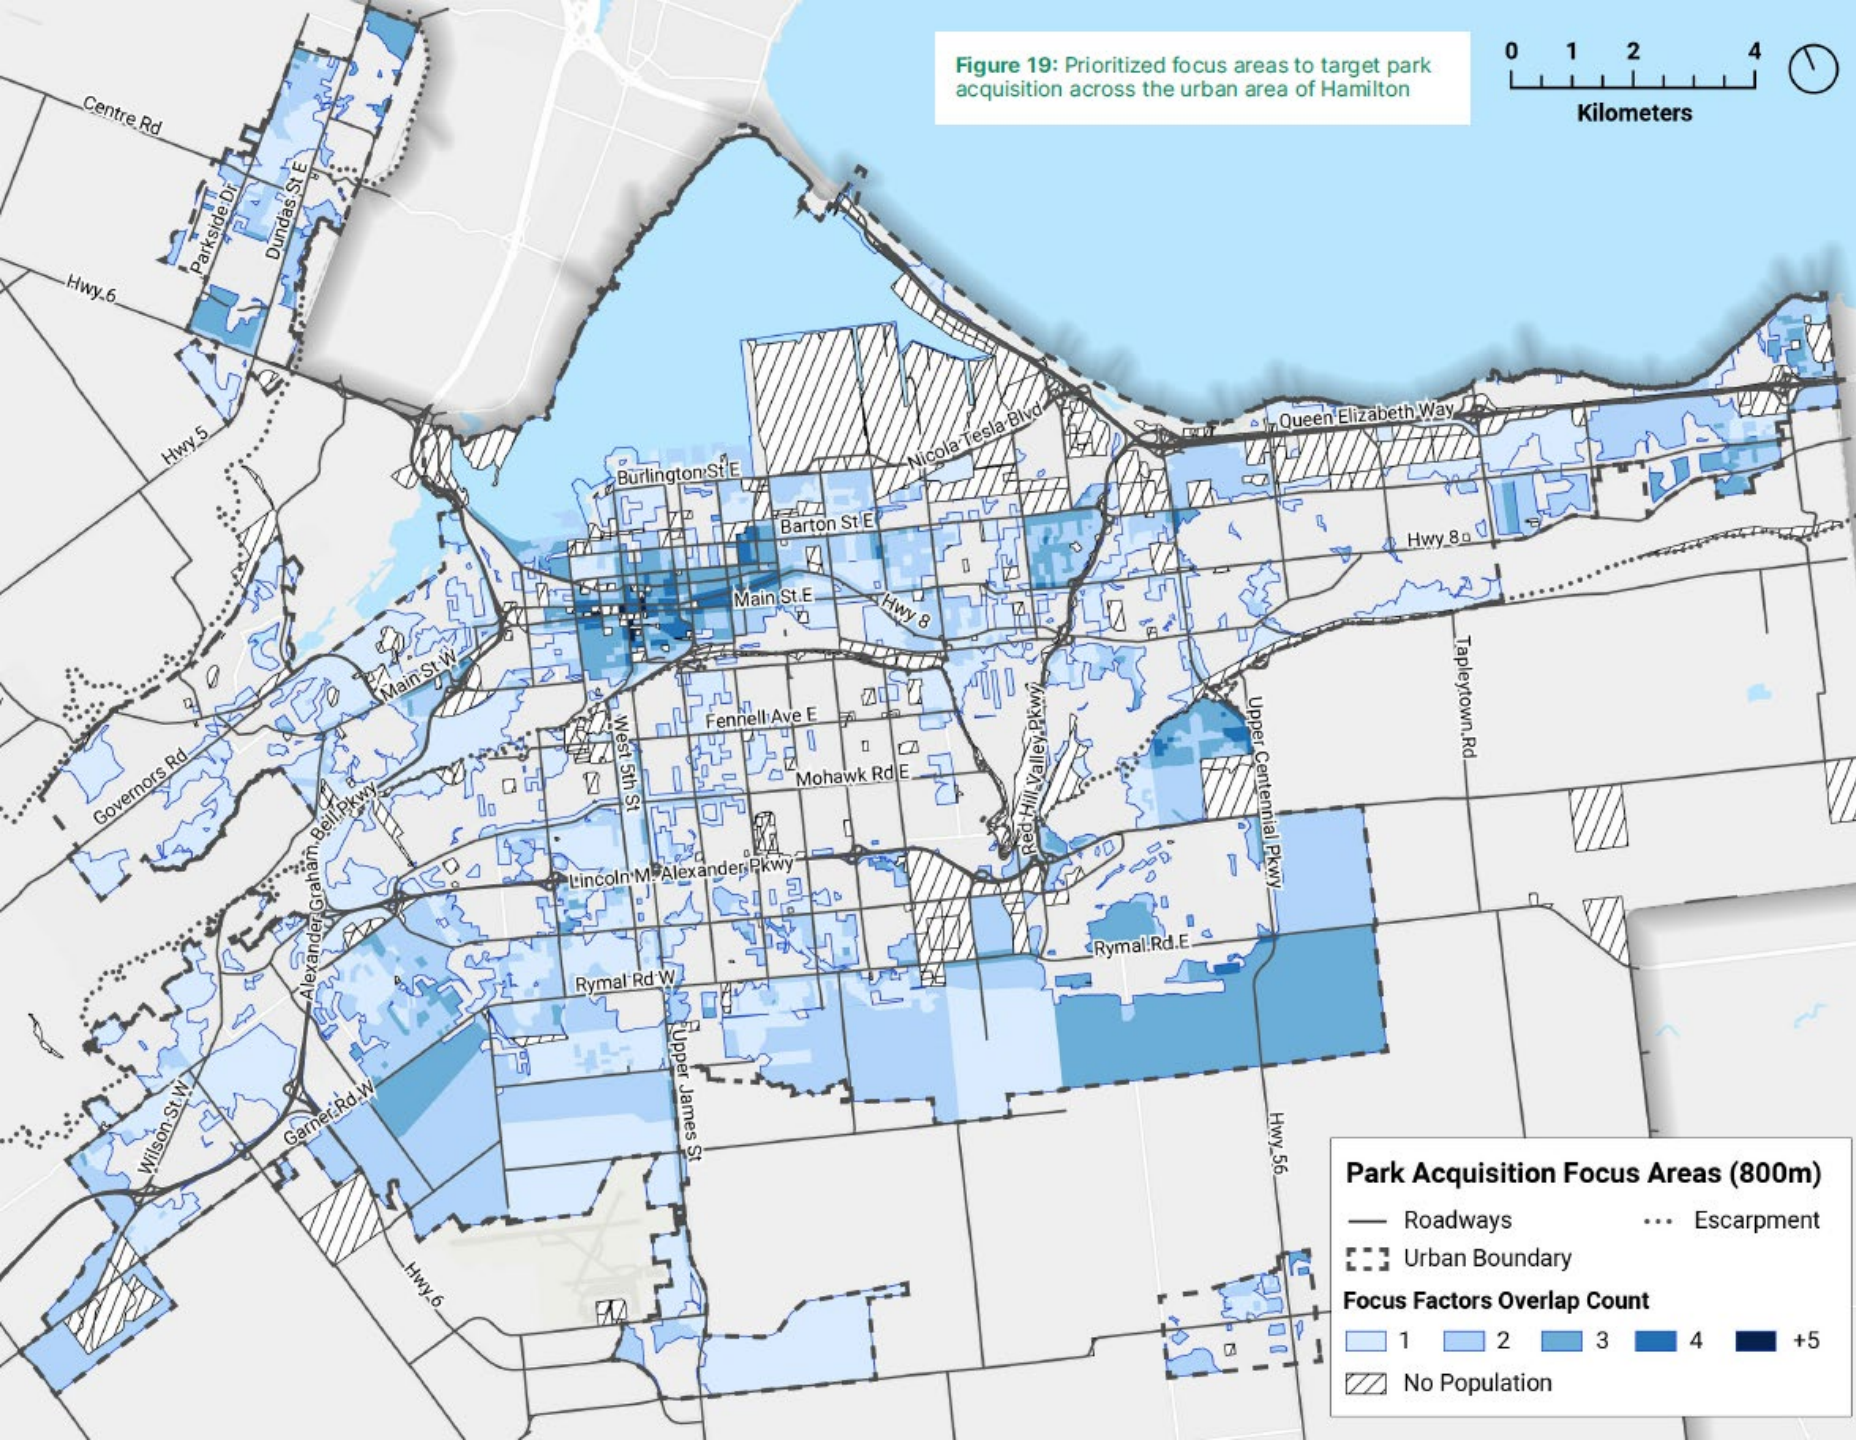 Figure 19: Prioritized focus areas to target park
acquisition across the urban area of Hamilton
0 1 2 4
Kilometers
Centre Rd
Parkside Dr
Dundas St E
Hwy 6
Hwy 5
Burlington St E
Nicola Tesla Blvd
Queen Elizabeth Way
Barton St E
Hwy 8
Main St E
Hwy 8
Main St W
Governors Rd
West 5th St
Fennell Ave E
Mohawk Rd E
Red Hill Valley Pkwy
Upper Centennial Pkwy
Tapleytown Rd
Alexander Graham Bell Pkwy
Lincoln M. Alexander Pkwy
Rymal Rd E
Rymal Rd W
Upper James St
Garner Rd W
Wilson St W
Hwy 56
Hwy 6
Park Acquisition Focus Areas (800m)
Roadways
Escarpment
Urban Boundary
Focus Factors Overlap Count
1 2 3 4 +5
No Population